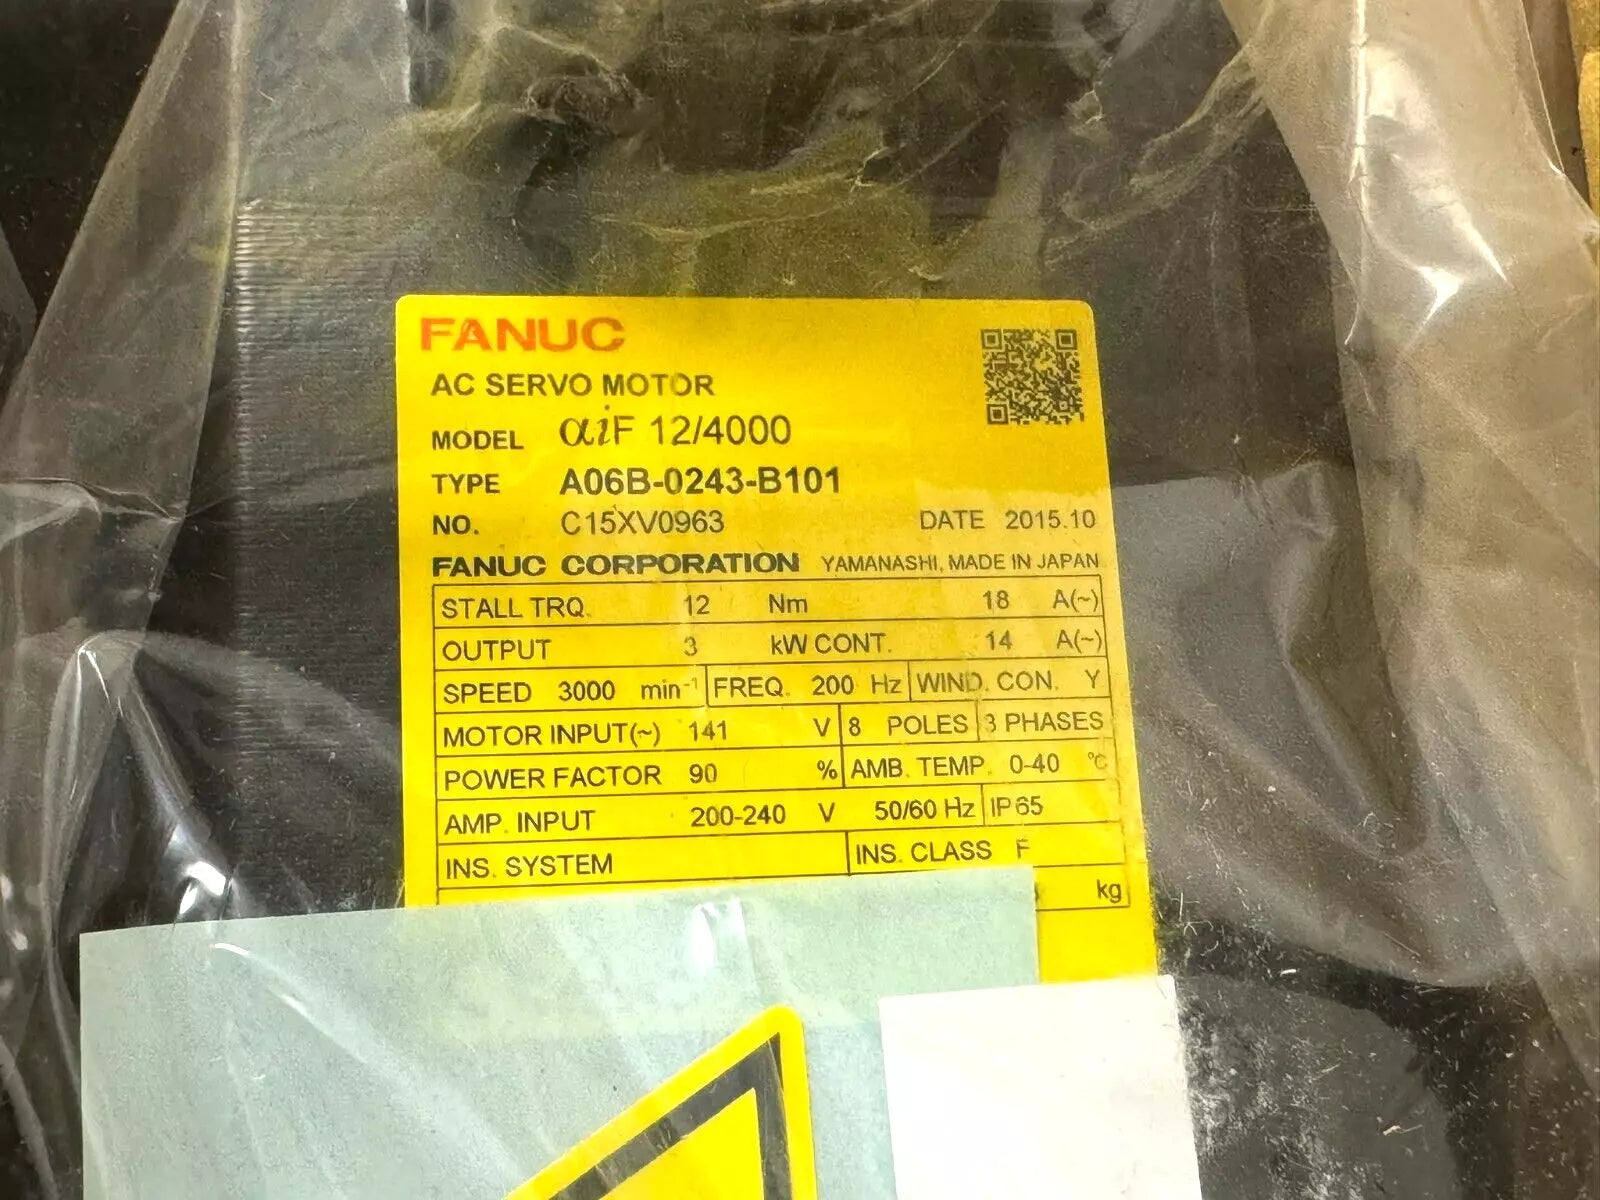 FANUC
AC SERVO MOTOR
MODEL αiF 12/4000
TYPE A06B-0243-B101
NO. C15XV0963 DATE 2015.10
FANUC CORPORATION YAMANASHI, MADE IN JAPAN
STALL TRQ. 12 Nm 18 A(~)
OUTPUT 3 kW CONT. 14 A(~)
SPEED 3000 min⁻¹ FREQ. 200 Hz WIND. CON. Y
MOTOR INPUT(~) 141 V 8 POLES 3 PHASES
POWER FACTOR 90 % AMB. TEMP. 0-40 ℃
AMP. INPUT 200-240 V 50/60 Hz IP 65
INS. SYSTEM INS. CLASS F
kg